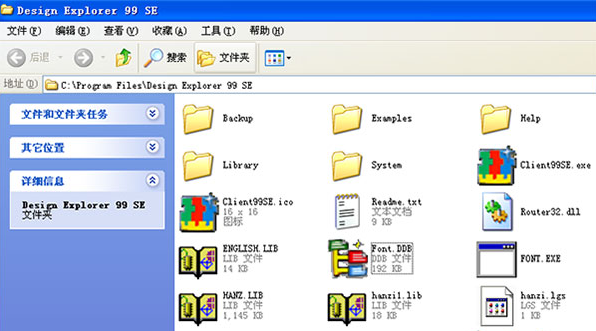 Design Explorer 99 SE
文件(F) 编辑(E) 查看(V) 收藏(A) 工具(T) 帮助(H)
后退 搜索 文件夹
地址(D) C:\Program Files\Design Explorer 99 SE
文件和文件夹任务
其它位置
详细信息
Design Explorer 99 SE
文件夹
Backup Examples Help
Library System Client99SE.exe
Client99SE.ico Readme.txt Router32.dll
16 x 16 文本文档
图标 9 KB
ENGLISH.LIB Font.DDB FONT.EXE
LIB 文件 DDB 文件
14 KB 192 KB
HANZ.LIB hanzi1.lib hanzi.lgs
LIB 文件 LIB 文件 LGS 文件
1,145 KB 18 KB 1 KB